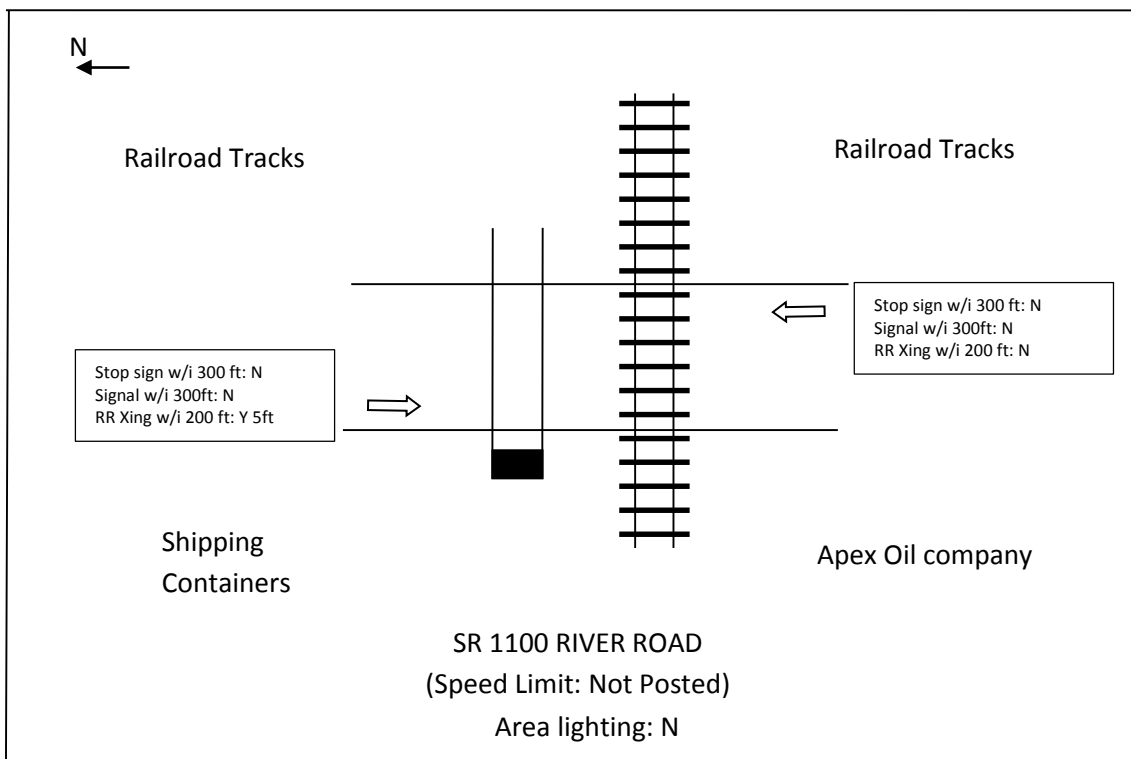 N
Railroad Tracks
Railroad Tracks
Stop sign w/i 300 ft: N
Signal w/i 300ft: N
RR Xing w/i 200 ft: N
Stop sign w/i 300 ft: N
Signal w/i 300ft: N
RR Xing w/i 200 ft: Y 5ft
Shipping
Containers
Apex Oil company
SR 1100 RIVER ROAD
(Speed Limit: Not Posted)
Area lighting: N